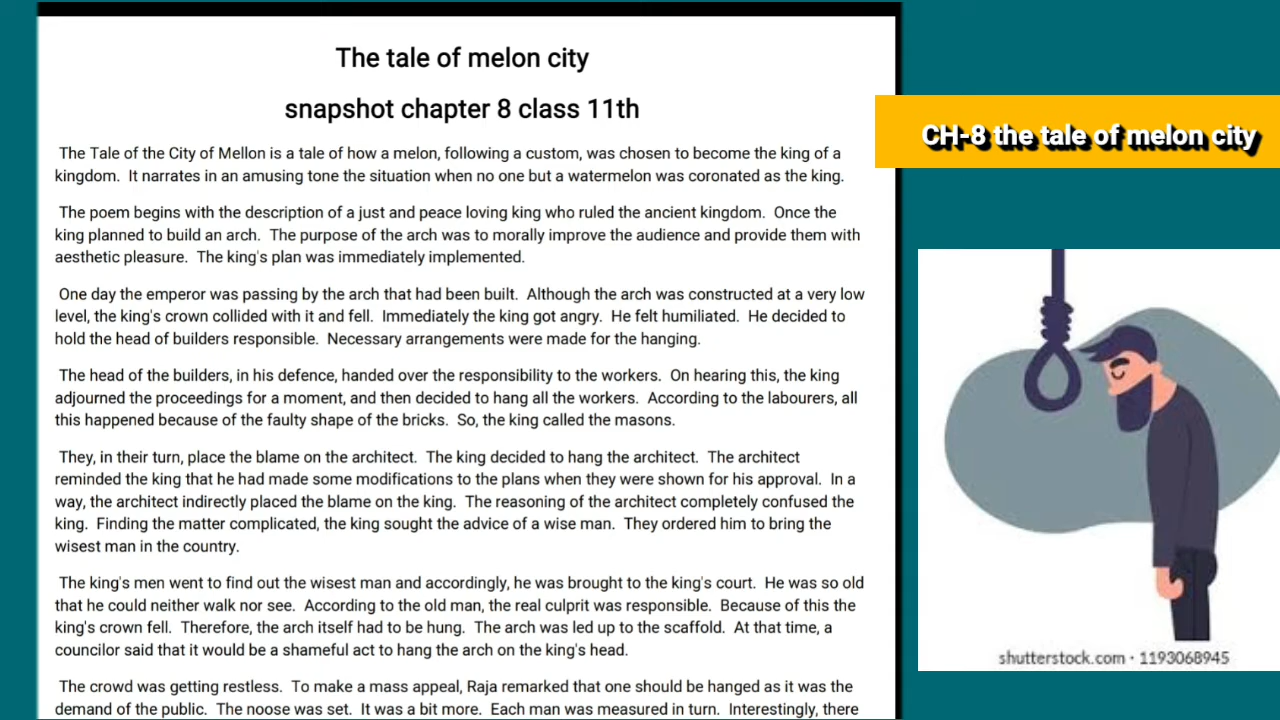 The tale of melon city
snapshot chapter 8 class 11th
CH-8 the tale of melon city
The Tale of the City of Mellon is a tale of how a melon, following a custom, was chosen to become the king of a
kingdom. It narrates in an amusing tone the situation when no one but a watermelon was coronated as the king.
The poem begins with the description of a just and peace loving king who ruled the ancient kingdom. Once the
king planned to build an arch. The purpose of the arch was to morally improve the audience and provide them with
aesthetic pleasure. The king's plan was immediately implemented.
One day the emperor was passing by the arch that had been built. Although the arch was constructed at a very low
level, the king's crown collided with it and fell. Immediately the king got angry. He felt humiliated. He decided to
hold the head of builders responsible. Necessary arrangements were made for the hanging.
The head of the builders, in his defence, handed over the responsibility to the workers. On hearing this, the king
adjourned the proceedings for a moment, and then decided to hang all the workers. According to the labourers, all
this happened because of the faulty shape of the bricks. So, the king called the masons.
They, in their turn, place the blame on the architect. The king decided to hang the architect. The architect
reminded the king that he had made some modifications to the plans when they were shown for his approval. In a
way, the architect indirectly placed the blame on the king. The reasoning of the architect completely confused the
king. Finding the matter complicated, the king sought the advice of a wise man. They ordered him to bring the
wisest man in the country.
The king's men went to find out the wisest man and accordingly, he was brought to the king's court. He was so old
that he could neither walk nor see. According to the old man, the real culprit was responsible. Because of this the
king's crown fell. Therefore, the arch itself had to be hung. The arch was led up to the scaffold. At that time, a
councilor said that it would be a shameful act to hang the arch on the king's head.
The crowd was getting restless. To make a mass appeal, Raja remarked that one should be hanged as it was the
demand of the public. The noose was set. It was a bit more. Each man was measured in turn. Interestingly, there
shutterstock.com · 1193068945